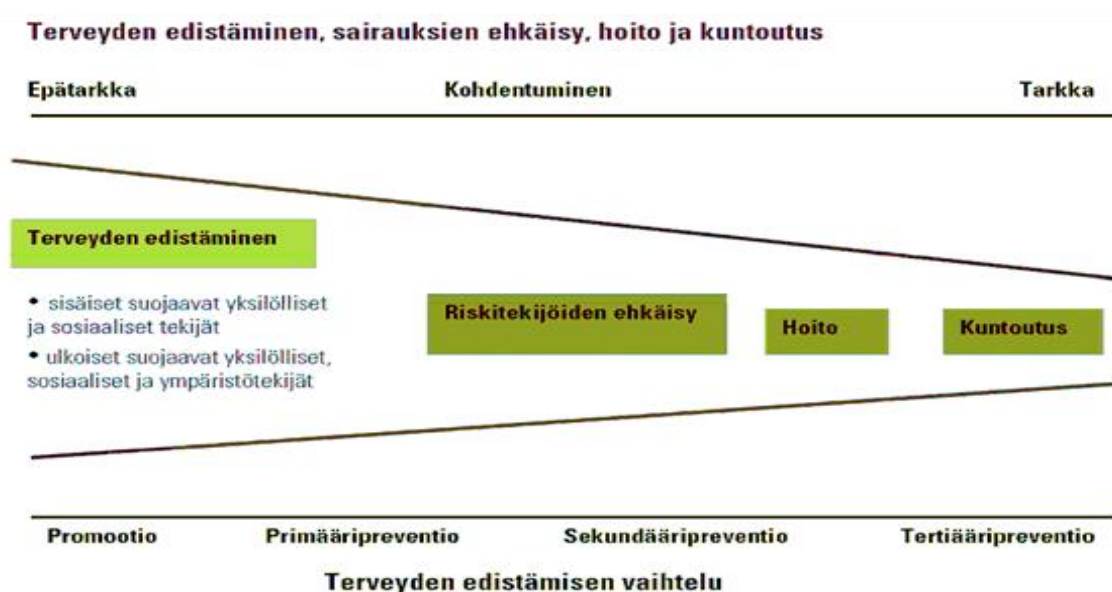 Terveyden edistäminen, sairauksien ehkäisy, hoito ja kuntoutus
Epätarkka Kohdentuminen Tarkka
Terveyden edistäminen
• sisäiset suojaavat yksilölliset
ja sosiaaliset tekijät
• ulkoiset suojaavat yksilölliset,
sosiaaliset ja ympäristötekijät
Riskitekijöiden ehkäisy
Hoito
Kuntoutus
Promootio Primääripreventio Sekundääripreventio Tertiääripreventio
Terveyden edistämisen vaihtelu